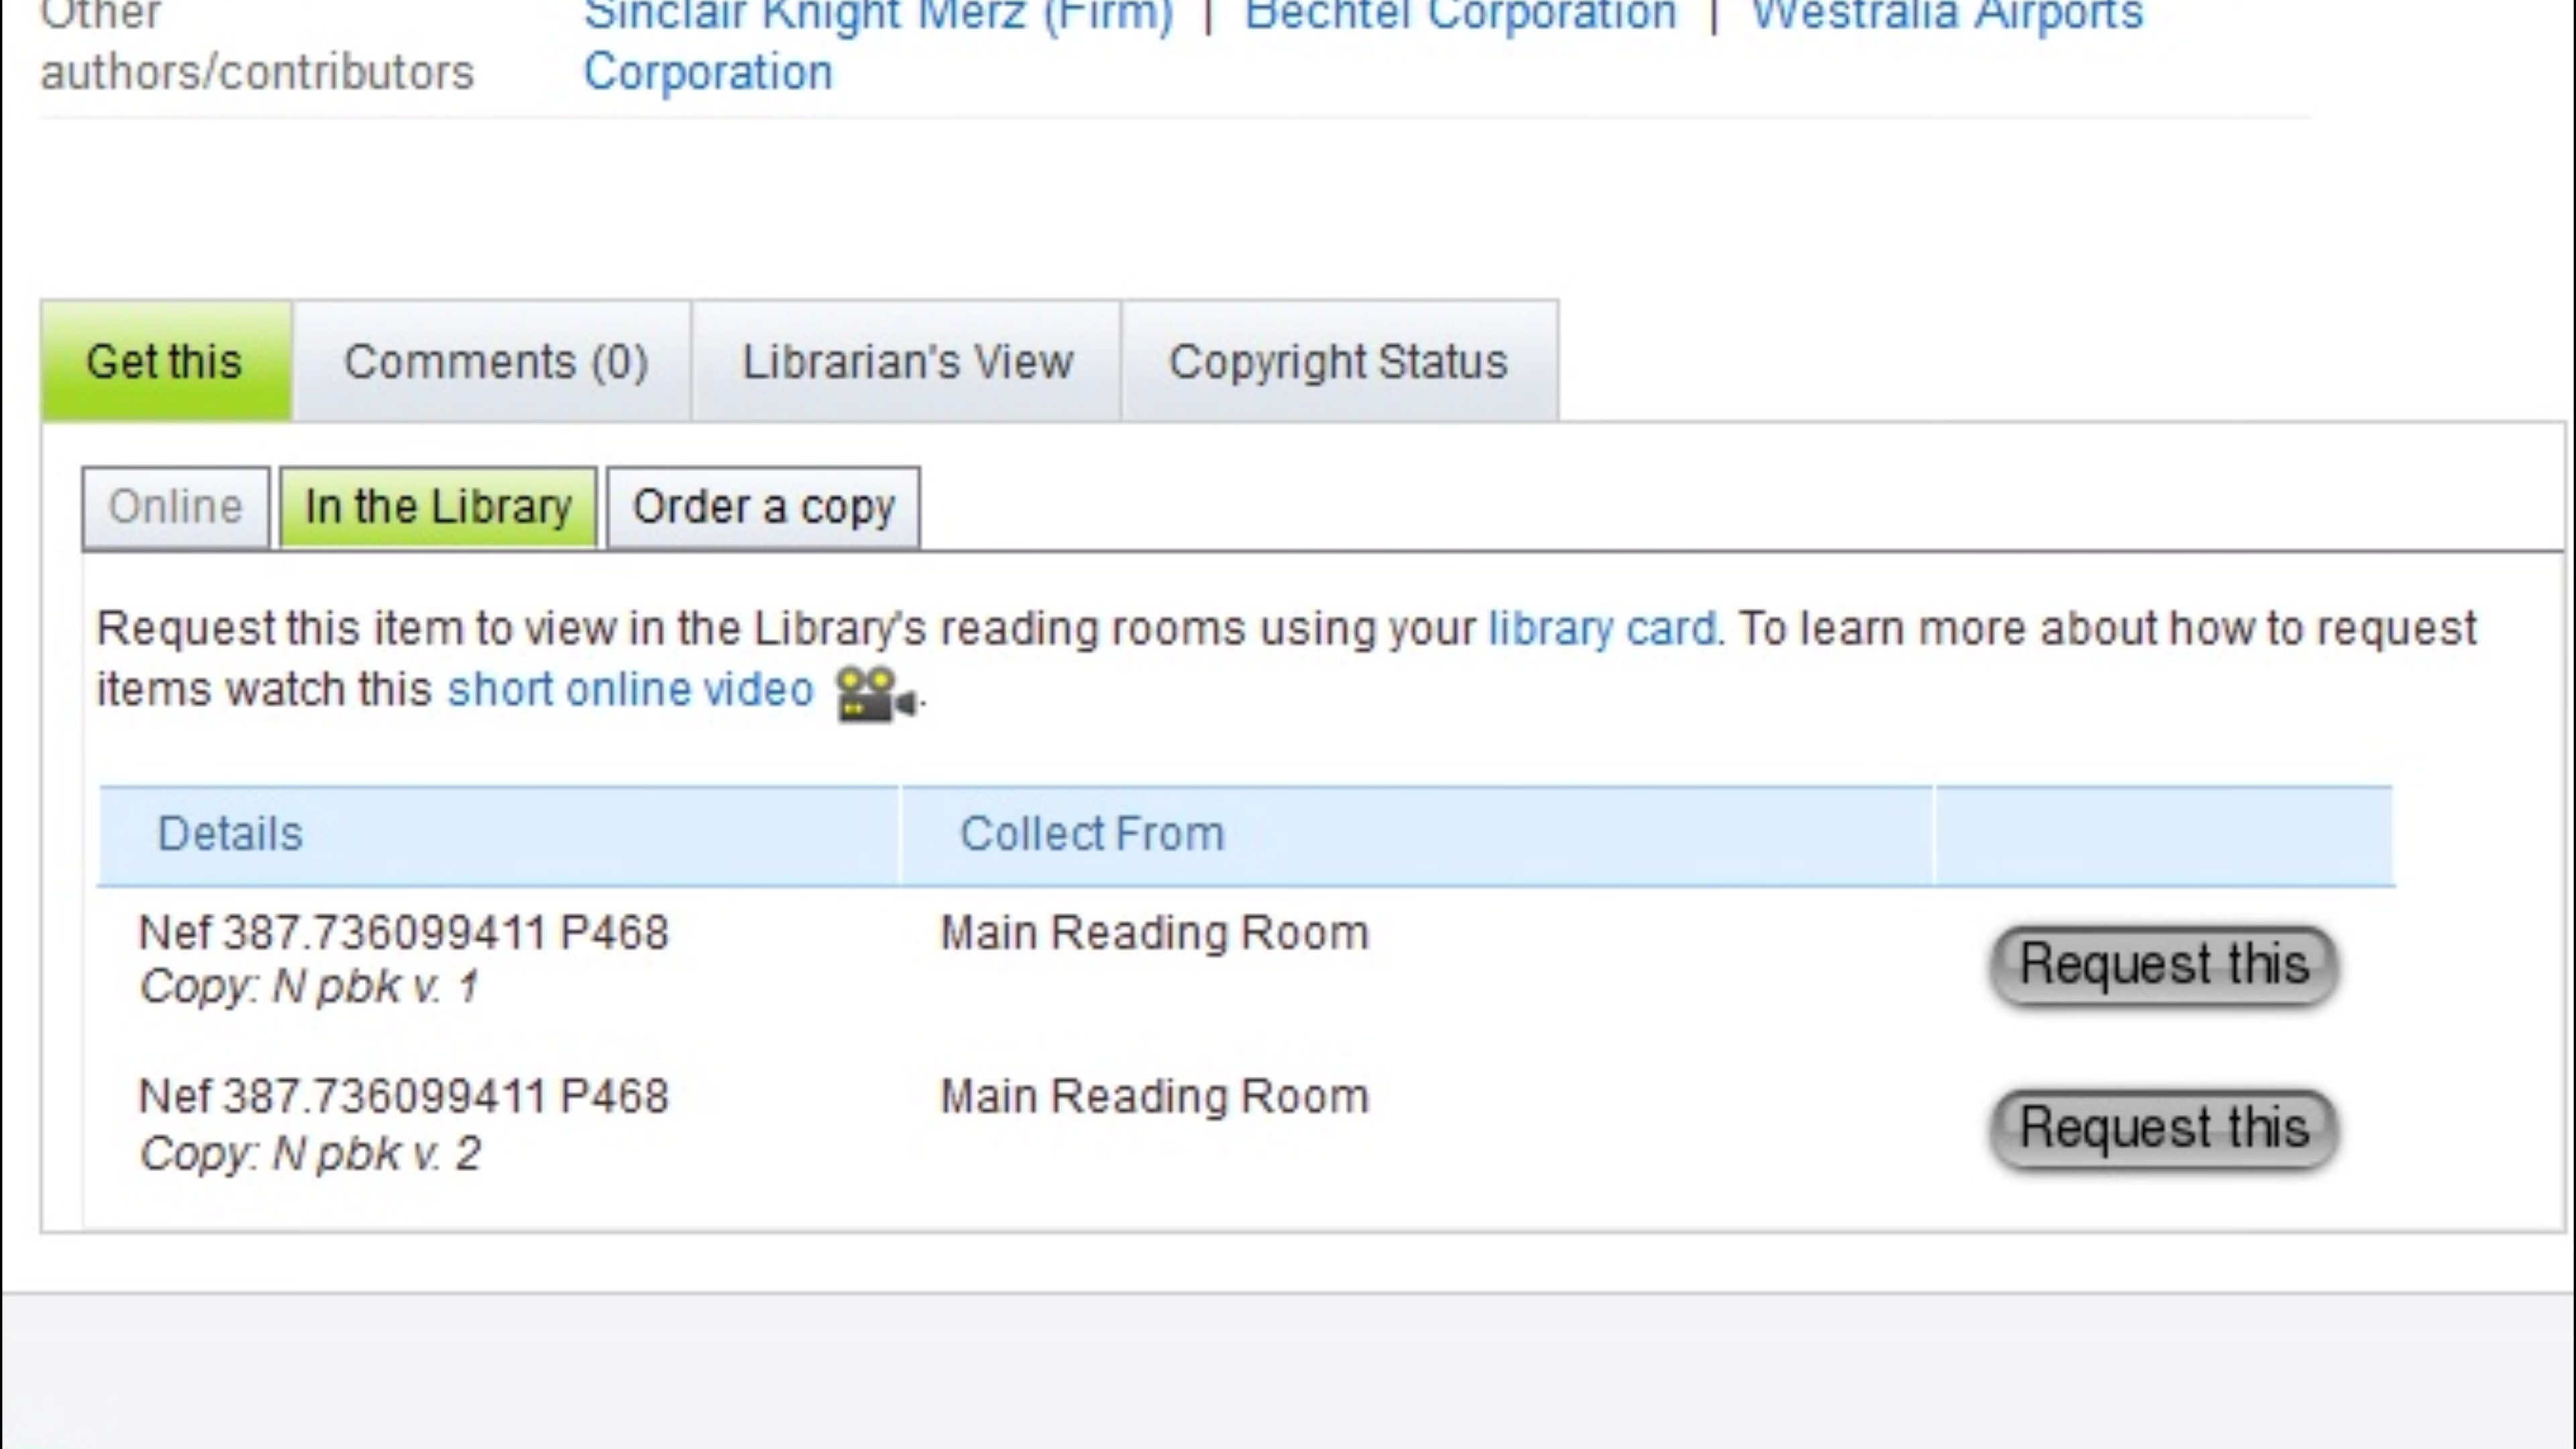 Other Sinclair Knight Merz (Firm) | Bechtel Corporation | Westralia Airports
authors/contributors Corporation
Get this Comments (0) Librarian's View Copyright Status
Online In the Library Order a copy
Request this item to view in the Library's reading rooms using your library card. To learn more about how to request
items watch this short online video .
Details Collect From
Nef 387.736099411 P468 Main Reading Room Request this
Copy: N pbk v. 1
Nef 387.736099411 P468 Main Reading Room Request this
Copy: N pbk v. 2